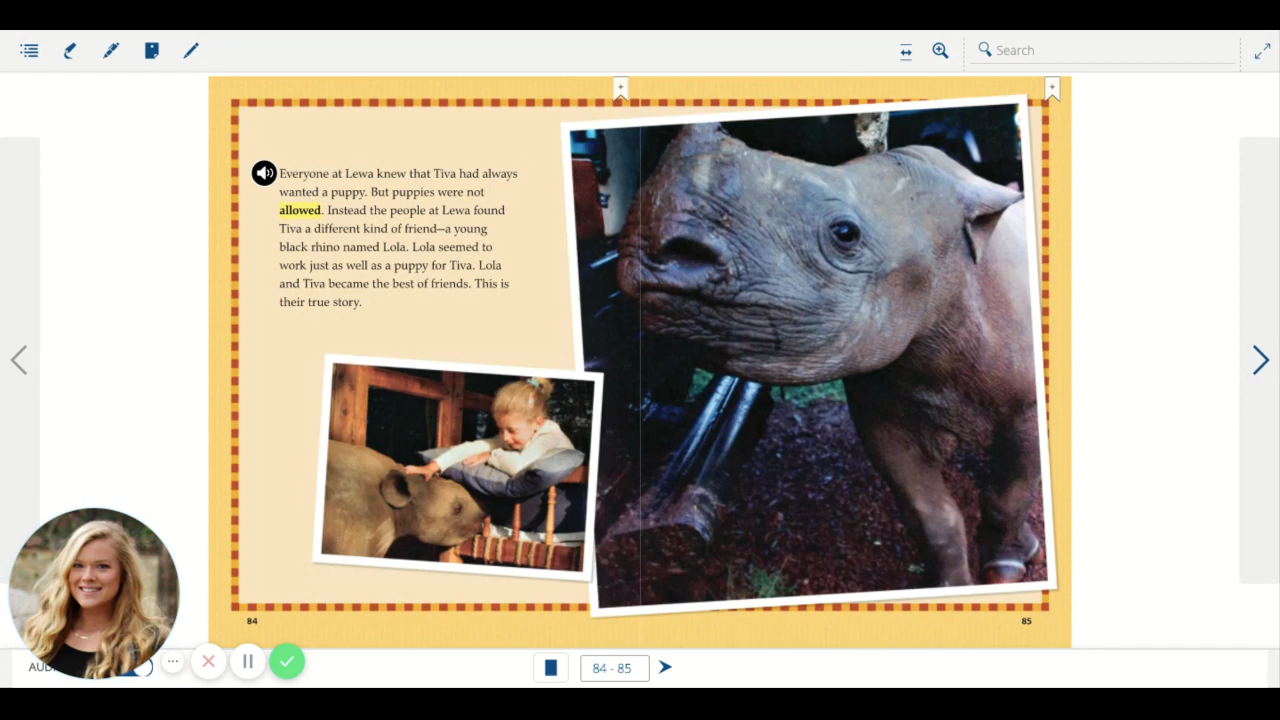 Search
+
+
Everyone at Lewa knew that Tiva had always
wanted a puppy. But puppies were not
allowed. Instead the people at Lewa found
Tiva a different kind of friend—a young
black rhino named Lola. Lola seemed to
work just as well as a puppy for Tiva. Lola
and Tiva became the best of friends. This is
their true story.
84
85
84 - 85